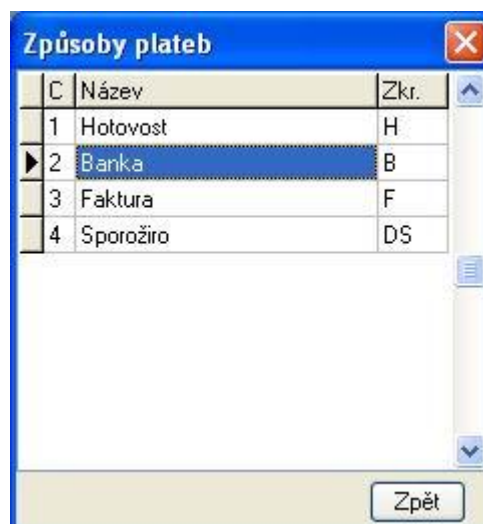 Způsoby plateb
C Název Zkr.
1 Hotovost H
2 Banka B
3 Faktura F
4 Sporožiro DS
Zpět